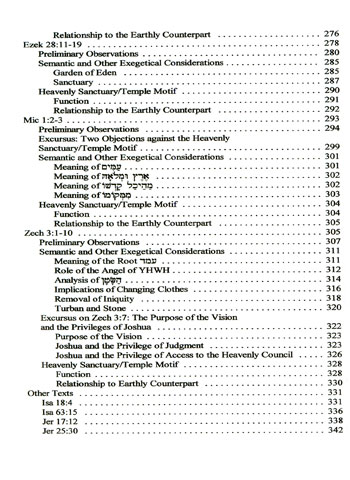 Relationship to the Earthly Counterpart . . . . . . . . . . . . . . . . . . . . 276
Ezek 28:11-19 . . . . . . . . . . . . . . . . . . . . . . . . . . . . . . . . . . . . . . . . 278
Preliminary Observations . . . . . . . . . . . . . . . . . . . . . . . . . . . . . . 280
Semantic and Other Exegetical Considerations . . . . . . . . . . . . . . . 285
Garden of Eden . . . . . . . . . . . . . . . . . . . . . . . . . . . . . . . . . . . 285
Sanctuary . . . . . . . . . . . . . . . . . . . . . . . . . . . . . . . . . . . . . . . 287
Heavenly Sanctuary/Temple Motif . . . . . . . . . . . . . . . . . . . . . . . . 290
Function . . . . . . . . . . . . . . . . . . . . . . . . . . . . . . . . . . . . . . . . 291
Relationship to the Earthly Counterpart . . . . . . . . . . . . . . . . . . . . 292
Mic 1:2-3 . . . . . . . . . . . . . . . . . . . . . . . . . . . . . . . . . . . . . . . . . . . 293
Preliminary Observations . . . . . . . . . . . . . . . . . . . . . . . . . . . . . . 294
Excursus: Two Objections against the Heavenly
Sanctuary/Temple Motif . . . . . . . . . . . . . . . . . . . . . . . . . . . . . . . 299
Semantic and Other Exegetical Considerations . . . . . . . . . . . . . . . 301
Meaning of עַמִּים . . . . . . . . . . . . . . . . . . . . . . . . . . . . . . . . . . 301
Meaning of אֶרֶץ וּמְלֹאָהּ . . . . . . . . . . . . . . . . . . . . . . . . . . . . . 302
Meaning of מֵהֵיכַל קָדְשׁוֹ . . . . . . . . . . . . . . . . . . . . . . . . . . . . 302
Meaning of מִמְּקוֹמוֹ . . . . . . . . . . . . . . . . . . . . . . . . . . . . . . . . 303
Heavenly Sanctuary/Temple Motif . . . . . . . . . . . . . . . . . . . . . . . . 304
Function . . . . . . . . . . . . . . . . . . . . . . . . . . . . . . . . . . . . . . . . 304
Relationship to the Earthly Counterpart . . . . . . . . . . . . . . . . . . . . 305
Zech 3:1-10 . . . . . . . . . . . . . . . . . . . . . . . . . . . . . . . . . . . . . . . . . 305
Preliminary Observations . . . . . . . . . . . . . . . . . . . . . . . . . . . . . . 307
Semantic and Other Exegetical Considerations . . . . . . . . . . . . . . . 311
Meaning of the Root עמד . . . . . . . . . . . . . . . . . . . . . . . . . . . . . 311
Role of the Angel of YHWH . . . . . . . . . . . . . . . . . . . . . . . . . . . 312
Analysis of הַשָּׂטָן . . . . . . . . . . . . . . . . . . . . . . . . . . . . . . . . . . 314
Implications of Changing Clothes . . . . . . . . . . . . . . . . . . . . . . . . 316
Removal of Iniquity . . . . . . . . . . . . . . . . . . . . . . . . . . . . . . . . . 318
Turban and Stone . . . . . . . . . . . . . . . . . . . . . . . . . . . . . . . . . . . 320
Excursus on Zech 3:7: The Purpose of the Vision
and the Privileges of Joshua . . . . . . . . . . . . . . . . . . . . . . . . . . . . . 322
Purpose of the Vision . . . . . . . . . . . . . . . . . . . . . . . . . . . . . . . . 323
Joshua and the Privilege of Judgment . . . . . . . . . . . . . . . . . . . . . 323
Joshua and the Privilege of Access to the Heavenly Council . . . . . 326
Heavenly Sanctuary/Temple Motif . . . . . . . . . . . . . . . . . . . . . . . . 328
Function . . . . . . . . . . . . . . . . . . . . . . . . . . . . . . . . . . . . . . . . 328
Relationship to Earthly Counterpart . . . . . . . . . . . . . . . . . . . . . . 330
Other Texts . . . . . . . . . . . . . . . . . . . . . . . . . . . . . . . . . . . . . . . . . 331
Isa 18:4 . . . . . . . . . . . . . . . . . . . . . . . . . . . . . . . . . . . . . . . . . . . 331
Isa 63:15 . . . . . . . . . . . . . . . . . . . . . . . . . . . . . . . . . . . . . . . . . . 336
Jer 17:12 . . . . . . . . . . . . . . . . . . . . . . . . . . . . . . . . . . . . . . . . . . 338
Jer 25:30 . . . . . . . . . . . . . . . . . . . . . . . . . . . . . . . . . . . . . . . . . . 342